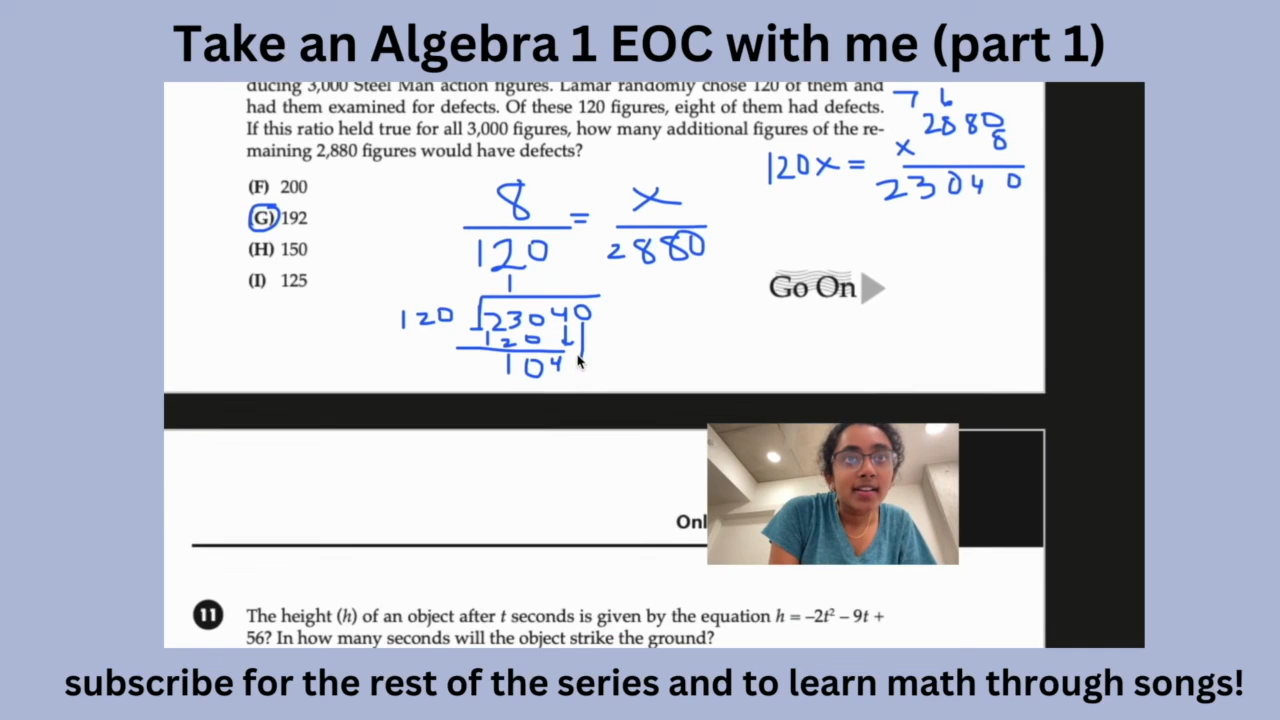 Take an Algebra 1 EOC with me (part 1)
ducing 3,000 Steel Man action figures. Lamar randomly chose 120 of them and
had them examined for defects. Of these 120 figures, eight of them had defects.
If this ratio held true for all 3,000 figures, how many additional figures of the re-
maining 2,880 figures would have defects?
(F) 200
(G) 192
(H) 150
(I) 125
8 = x
120 2880
1
120 23040
120
104
7 6
2880
x 8
120x = 23040
Go On
Onl
11 The height (h) of an object after t seconds is given by the equation h = –2t² – 9t +
56? In how many seconds will the object strike the ground?
subscribe for the rest of the series and to learn math through songs!